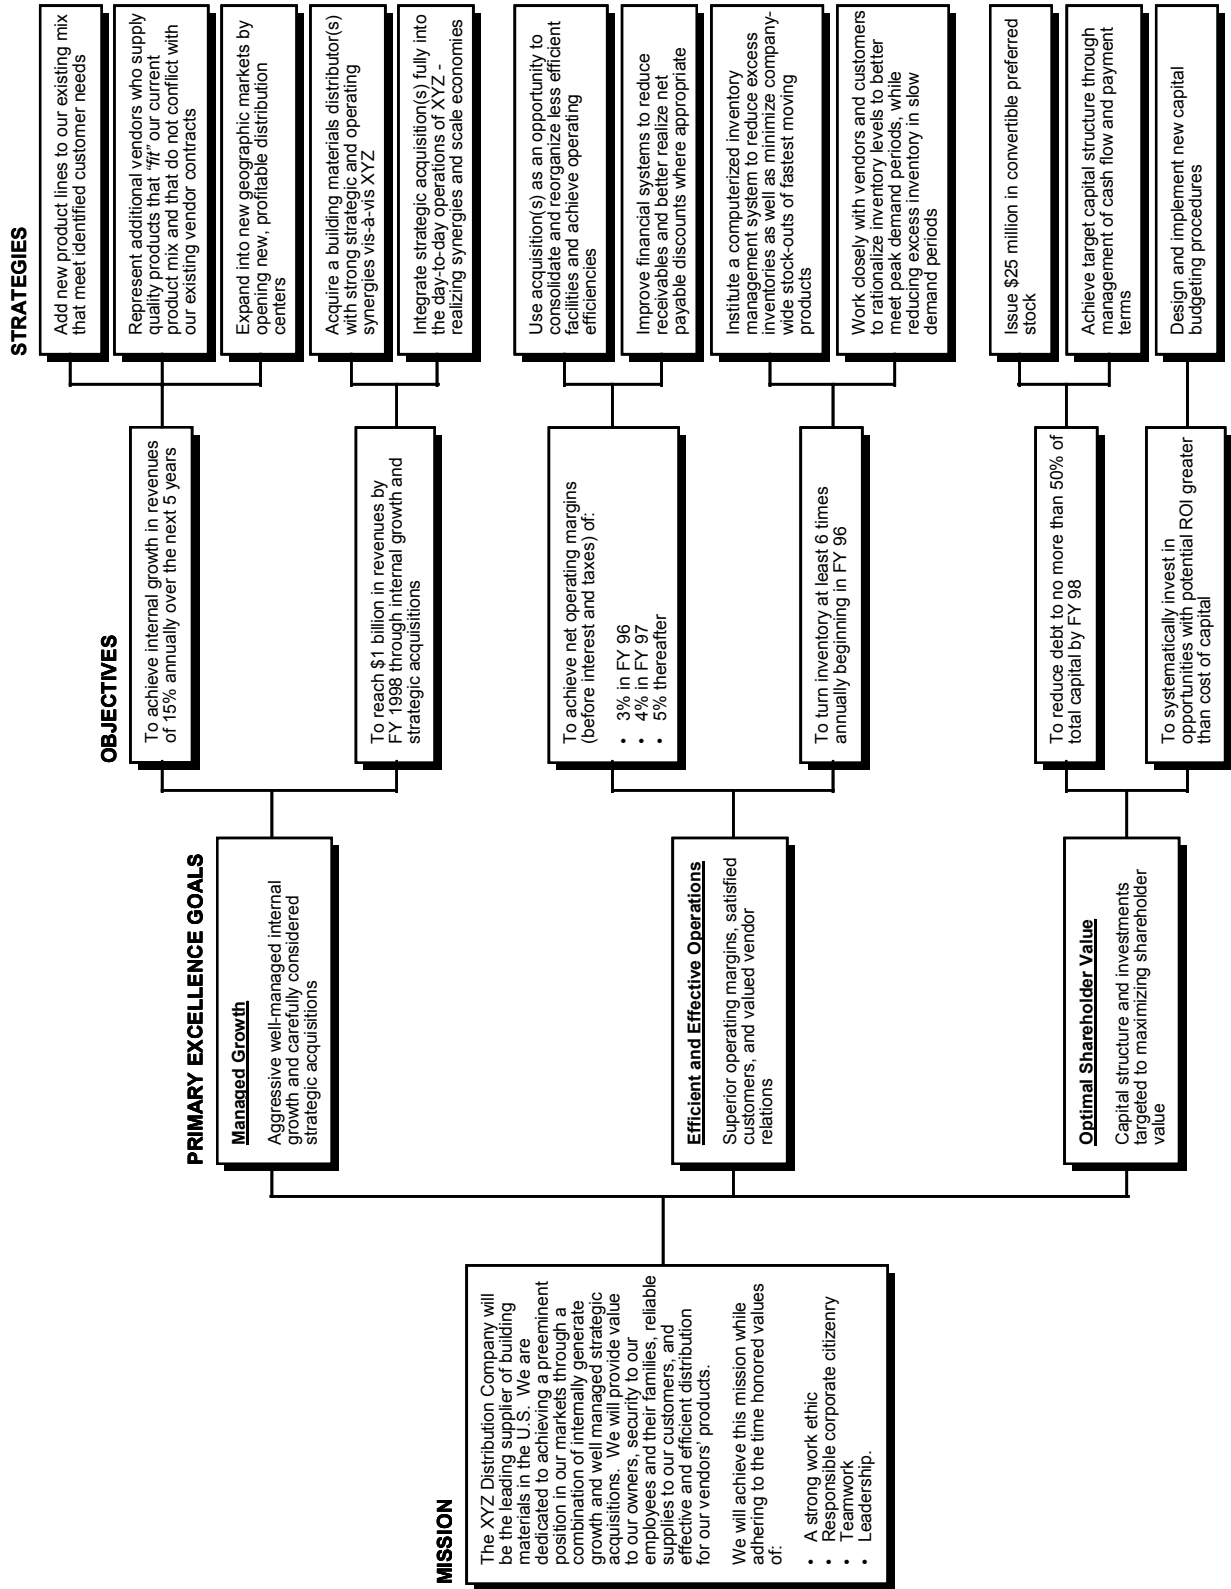 MISSION
The XYZ Distribution Company will
be the leading supplier of building
materials in the U.S. We are
dedicated to achieving a preeminent
position in our markets through a
combination of internally generate
growth and well managed strategic
acquisitions. We will provide value
to our owners, security to our
employees and their families, reliable
supplies to our customers, and
effective and efficient distribution
for our vendors' products.
We will achieve this mission while
adhering to the time honored values
of:
• A strong work ethic
• Responsible corporate citizenry
• Teamwork
• Leadership.
PRIMARY EXCELLENCE GOALS
Managed Growth
Aggressive well-managed internal
growth and carefully considered
strategic acquisitions
Efficient and Effective Operations
Superior operating margins, satisfied
customers, and valued vendor
relations
Optimal Shareholder Value
Capital structure and investments
targeted to maximizing shareholder
value
OBJECTIVES
To achieve internal growth in revenues
of 15% annually over the next 5 years
To reach $1 billion in revenues by
FY 1998 through internal growth and
strategic acquisitions
To achieve net operating margins
(before interest and taxes) of:
• 3% in FY 96
• 4% in FY 97
• 5% thereafter
To turn inventory at least 6 times
annually beginning in FY 96
To reduce debt to no more than 50% of
total capital by FY 98
To systematically invest in
opportunities with potential ROI greater
than cost of capital
STRATEGIES
Add new product lines to our existing mix
that meet identified customer needs
Represent additional vendors who supply
quality products that "fit" our current
product mix and that do not conflict with
our existing vendor contracts
Expand into new geographic markets by
opening new, profitable distribution
centers
Acquire a building materials distributor(s)
with strong strategic and operating
synergies vis-à-vis XYZ
Integrate strategic acquisition(s) fully into
the day-to-day operations of XYZ -
realizing synergies and scale economies
Use acquisition(s) as an opportunity to
consolidate and reorganize less efficient
facilities and achieve operating
efficiencies
Improve financial systems to reduce
receivables and better realize net
payable discounts where appropriate
Institute a computerized inventory
management system to reduce excess
inventories as well as minimize company-
wide stock-outs of fastest moving
products
Work closely with vendors and customers
to rationalize inventory levels to better
meet peak demand periods, while
reducing excess inventory in slow
demand periods
Issue $25 million in convertible preferred
stock
Achieve target capital structure through
management of cash flow and payment
terms
Design and implement new capital
budgeting procedures